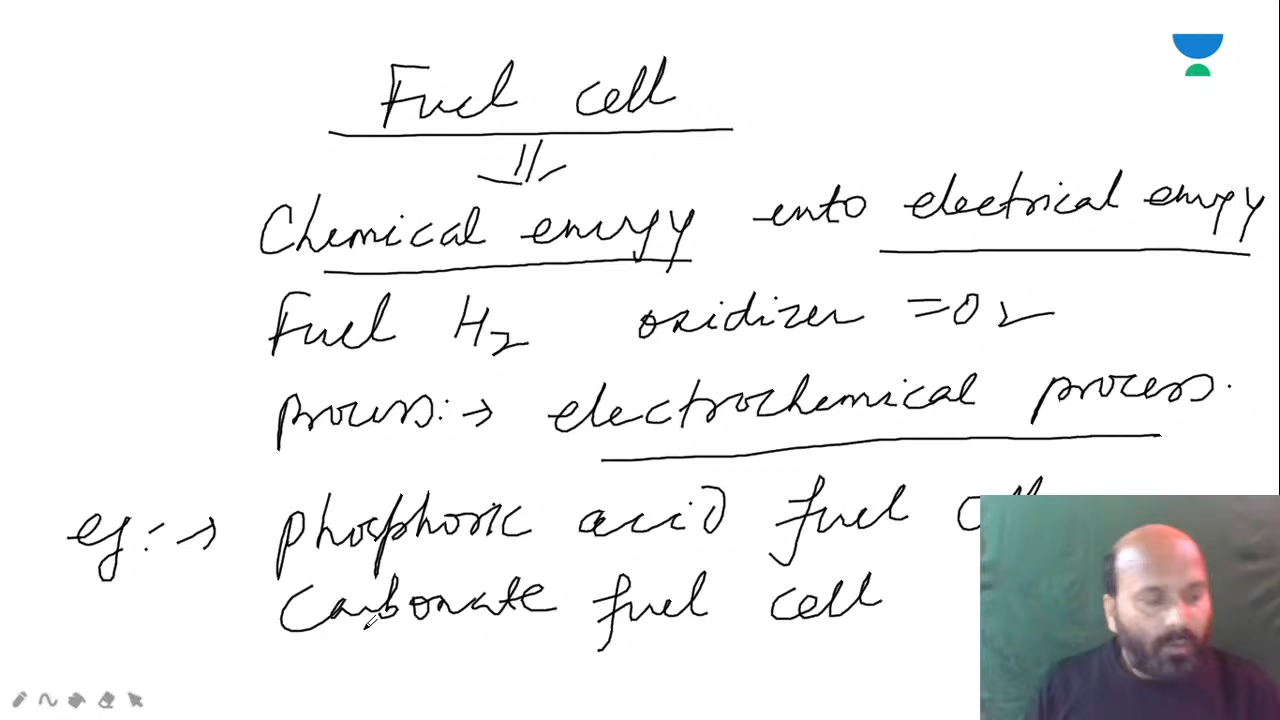 Fuel cell
Chemical energy into electrical energy
Fuel H2 oxidizer = O2
process :→ electrochemical process.
eg :→ phosphoric acid fuel
Carbonate fuel cell